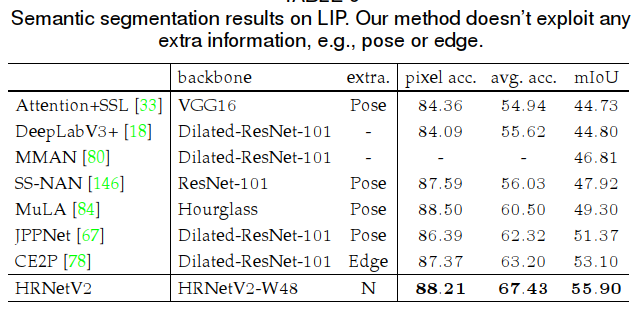 Semantic segmentation results on LIP. Our method doesn't exploit any
extra information, e.g., pose or edge.
backbone extra. pixel acc. avg. acc. mIoU
Attention+SSL [33] VGG16 Pose 84.36 54.94 44.73
DeepLabV3+ [18] Dilated-ResNet-101 - 84.09 55.62 44.80
MMAN [80] Dilated-ResNet-101 - - - 46.81
SS-NAN [146] ResNet-101 Pose 87.59 56.03 47.92
MuLA [84] Hourglass Pose 88.50 60.50 49.30
JPPNet [67] Dilated-ResNet-101 Pose 86.39 62.32 51.37
CE2P [78] Dilated-ResNet-101 Edge 87.37 63.20 53.10
HRNetV2 HRNetV2-W48 N 88.21 67.43 55.90